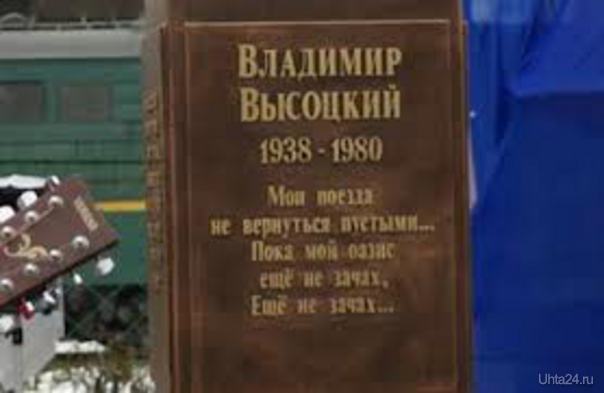 ВЛАДИМИР
ВЫСОЦКИЙ
1938 - 1980
Мои поезда
не вернуться пустыми...
Пока мой оазис
ещё не зачах,
Ещё не зачах...
Uhta24.ru